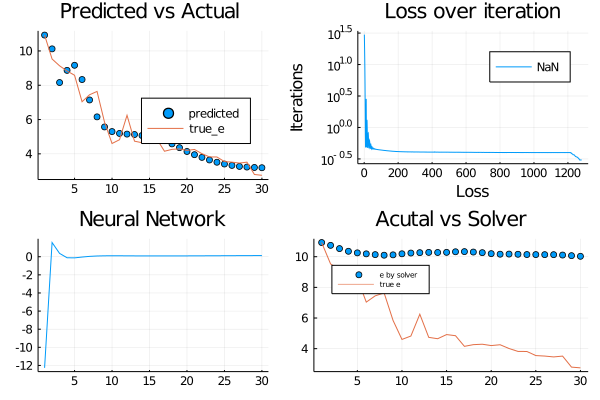 Predicted vs Actual
10
8
6
4
predicted
true_e
5 10 15 20 25 30
Loss over iteration
Iterations
10^1.5
10^1.0
10^0.5
10^0.0
10^-0.5
NaN
0 200 400 600 800 1000 1200
Loss
Neural Network
0
-2
-4
-6
-8
-10
-12
5 10 15 20 25 30
Acutal vs Solver
10
8
6
4
e by solver
true e
5 10 15 20 25 30